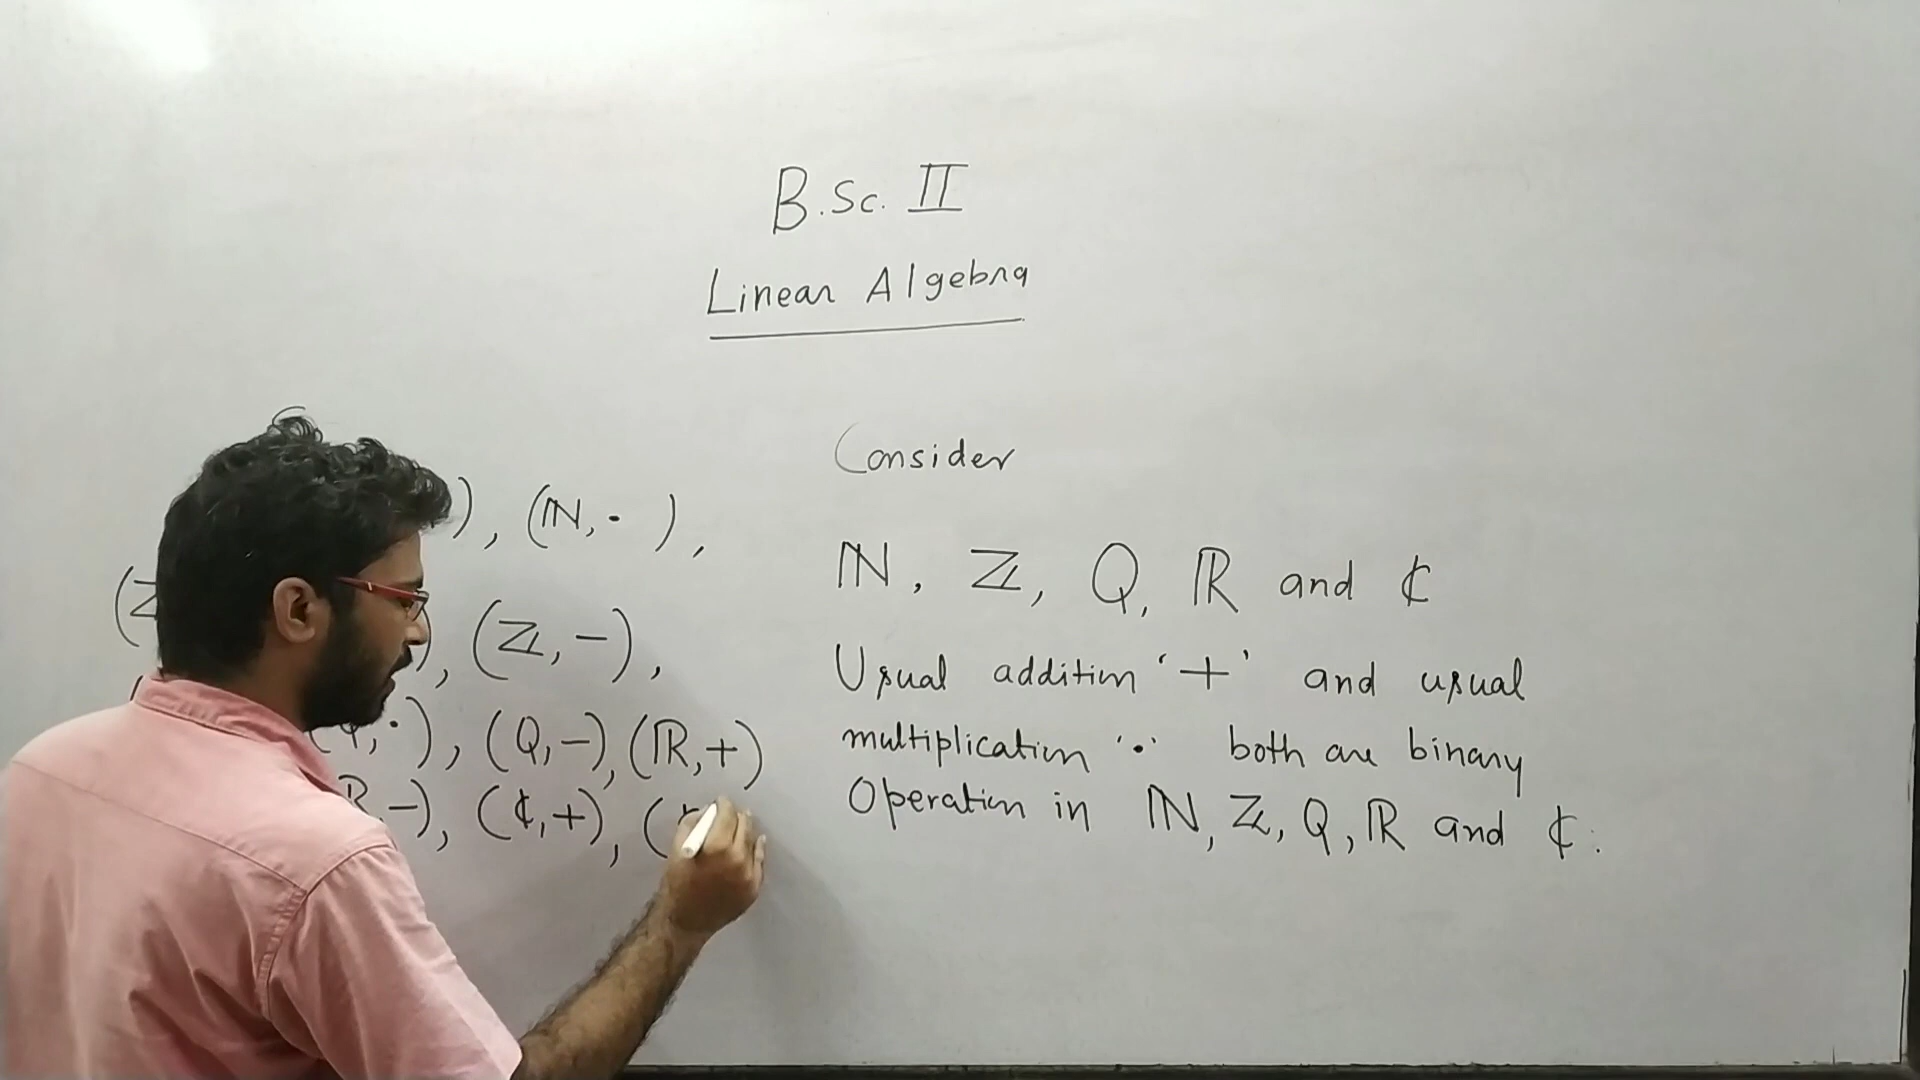 B.Sc. II
Linear Algebra
), (ℕ, · ),
(ℤ ), (ℤ, −),
·), (Q, −), (ℝ, +)
−), (₵, +), (
Consider
ℕ, ℤ, Q, ℝ and ₵
Usual addition '+' and usual
multiplication '·' both are binary
Operation in ℕ, ℤ, Q, ℝ and ₵.